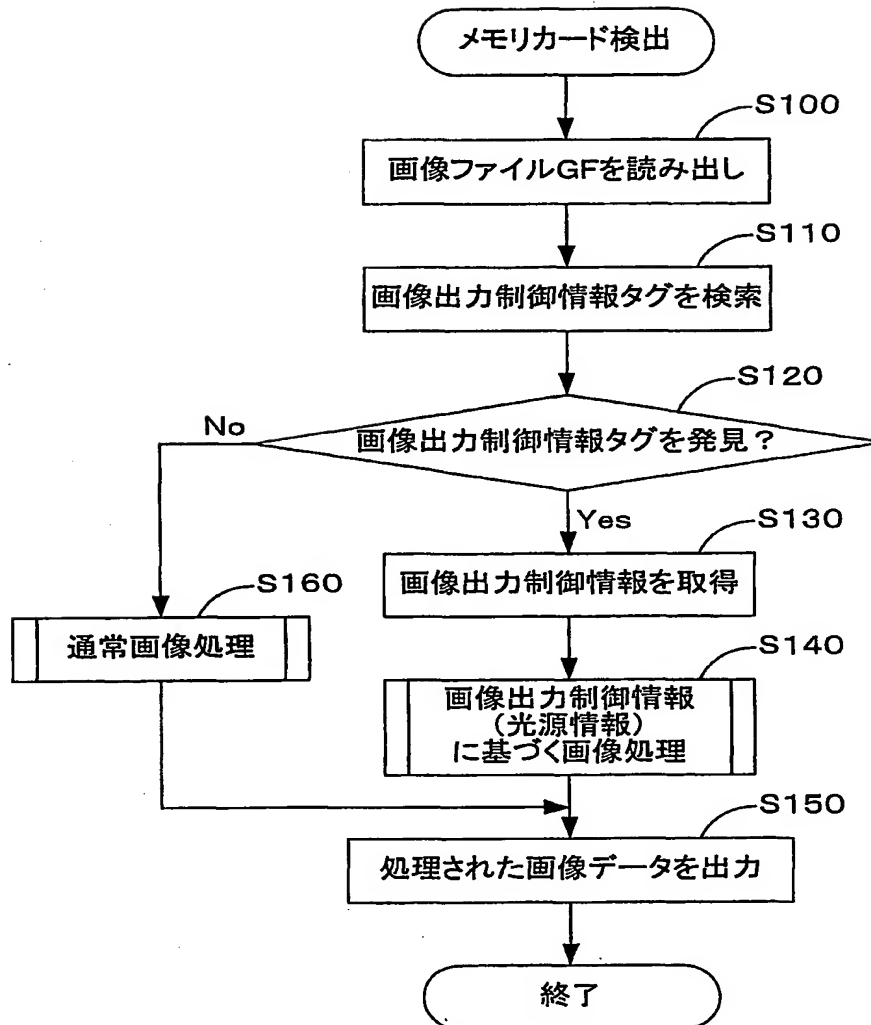 メモリカード検出
S100
画像ファイルGFを読み出し
S110
画像出力制御情報タグを検索
S120
画像出力制御情報タグを発見？
No
Yes
S130
画像出力制御情報を取得
S160
通常画像処理
S140
画像出力制御情報
（光源情報）
に基づく画像処理
S150
処理された画像データを出力
終了